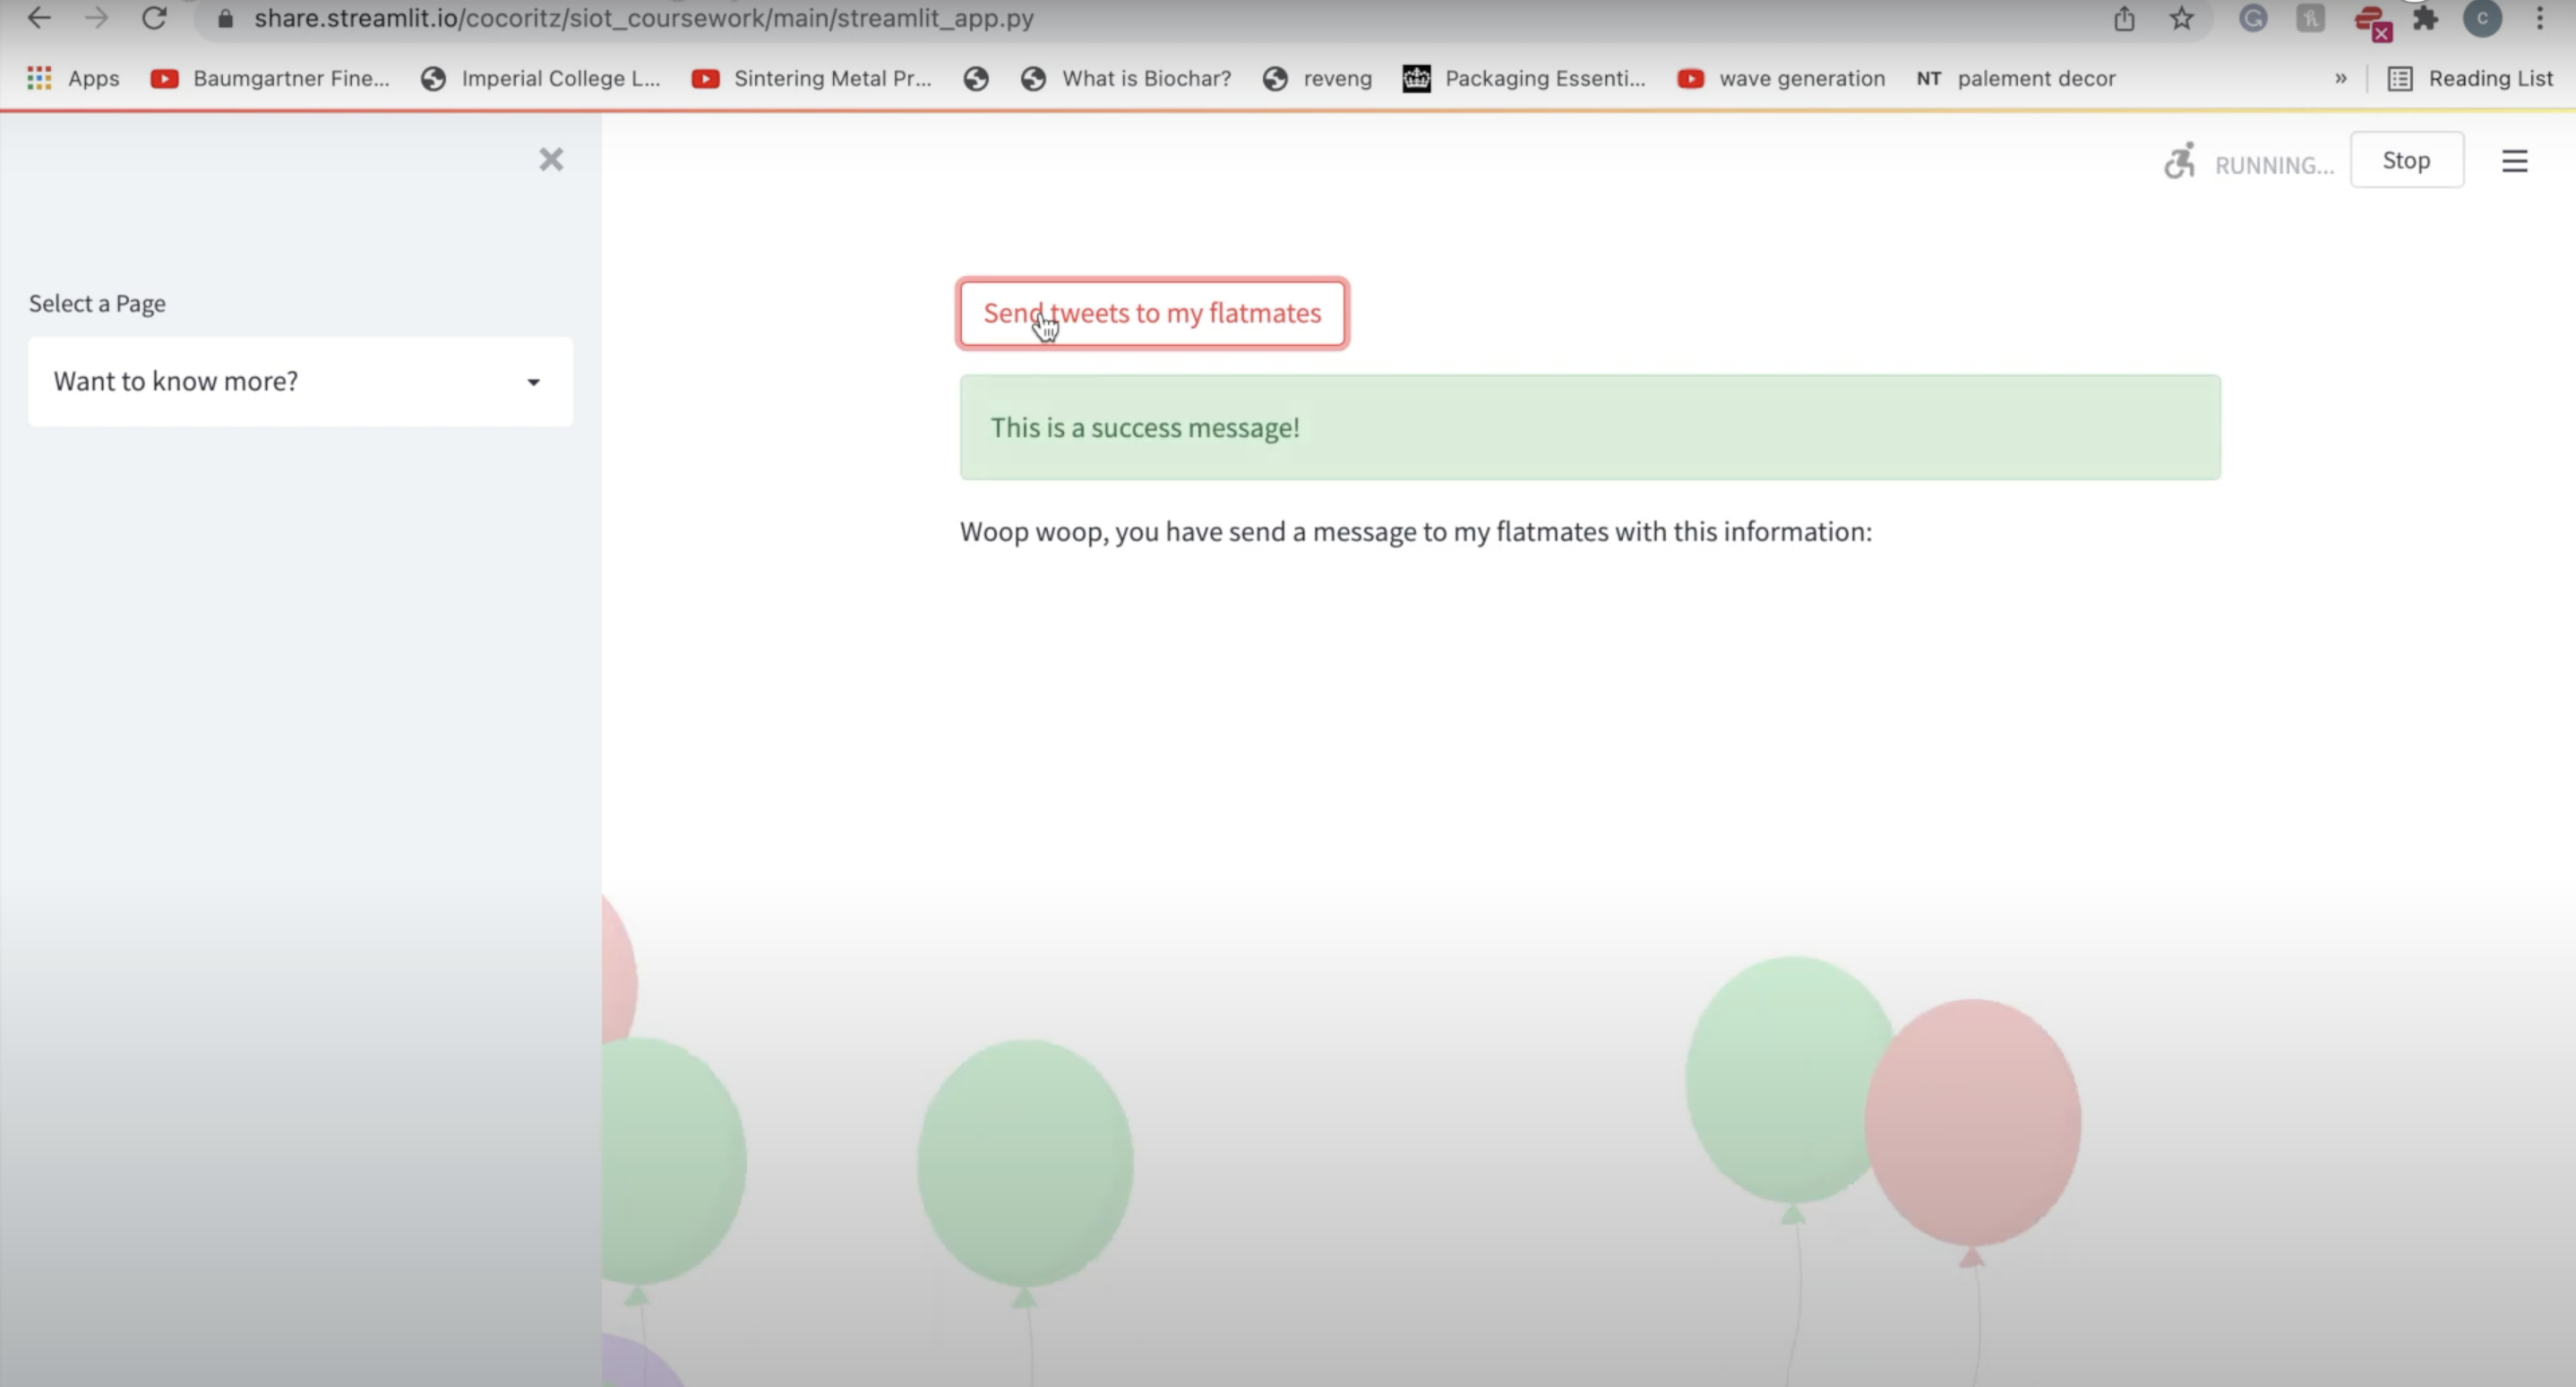 share.streamlit.io/cocoritz/siot_coursework/main/streamlit_app.py
Apps Baumgartner Fine... Imperial College L... Sintering Metal Pr... What is Biochar? reveng Packaging Essenti... wave generation NT palement decor » Reading List
RUNNING... Stop
Select a Page
Want to know more?
Send tweets to my flatmates
This is a success message!
Woop woop, you have send a message to my flatmates with this information: